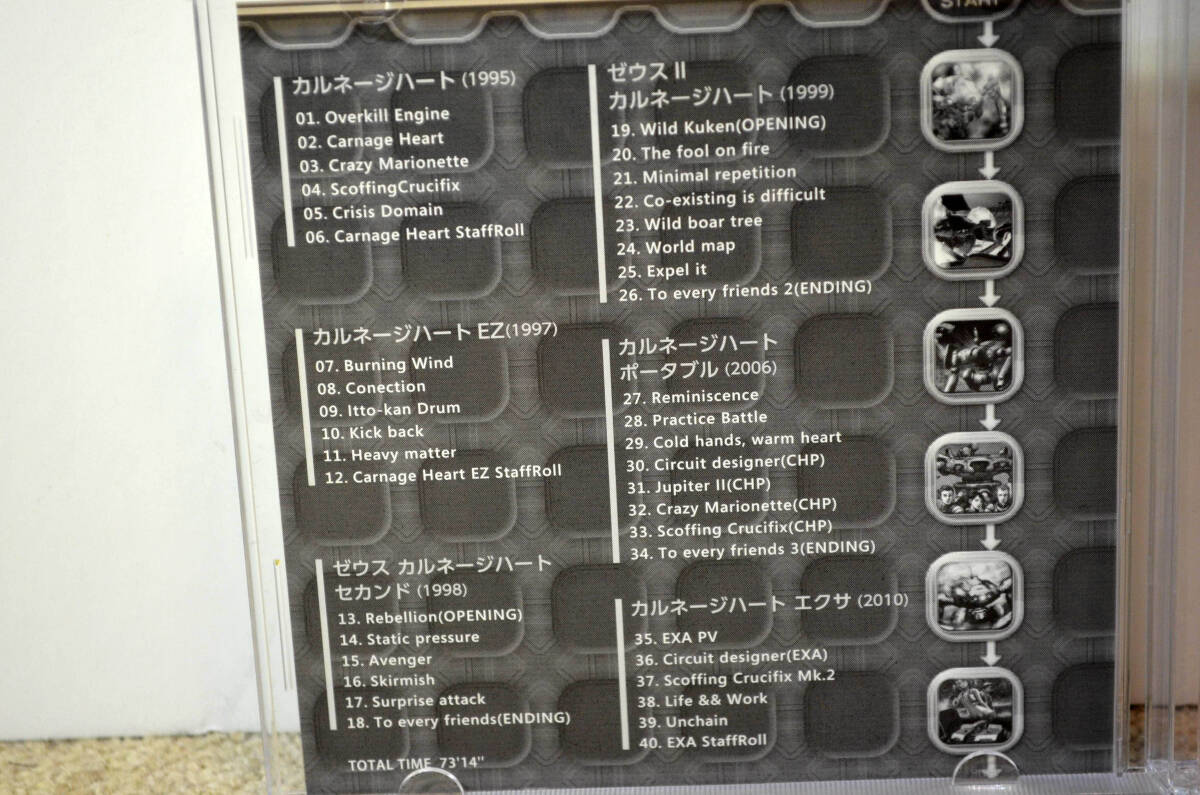 START
カルネージハート (1995)
01. Overkill Engine
02. Carnage Heart
03. Crazy Marionette
04. ScoffingCrucifix
05. Crisis Domain
06. Carnage Heart StaffRoll
カルネージハート EZ(1997)
07. Burning Wind
08. Conection
09. Itto-kan Drum
10. Kick back
11. Heavy matter
12. Carnage Heart EZ StaffRoll
ゼウス カルネージハート
セカンド (1998)
13. Rebellion(OPENING)
14. Static pressure
15. Avenger
16. Skirmish
17. Surprise attack
18. To every friends(ENDING)
TOTAL TIME 73'14"
ゼウス II
カルネージハート (1999)
19. Wild Kuken(OPENING)
20. The fool on fire
21. Minimal repetition
22. Co-existing is difficult
23. Wild boar tree
24. World map
25. Expel it
26. To every friends 2(ENDING)
カルネージハート
ポータブル (2006)
27. Reminiscence
28. Practice Battle
29. Cold hands, warm heart
30. Circuit designer(CHP)
31. Jupiter II(CHP)
32. Crazy Marionette(CHP)
33. Scoffing Crucifix(CHP)
34. To every friends 3(ENDING)
カルネージハート エクサ (2010)
35. EXA PV
36. Circuit designer(EXA)
37. Scoffing Crucifix Mk.2
38. Life && Work
39. Unchain
40. EXA StaffRoll